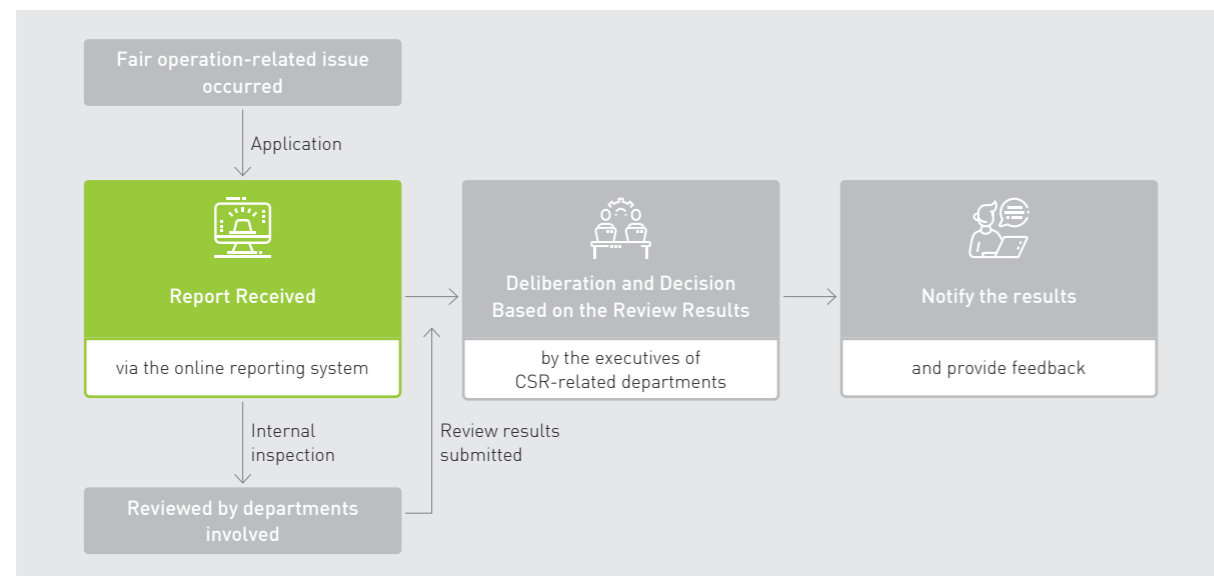 Fair operation-related issue
occurred
Application
Report Received
via the online reporting system
Deliberation and Decision
Based on the Review Results
by the executives of
CSR-related departments
Notify the results
and provide feedback
Internal
inspection
Review results
submitted
Reviewed by departments
involved